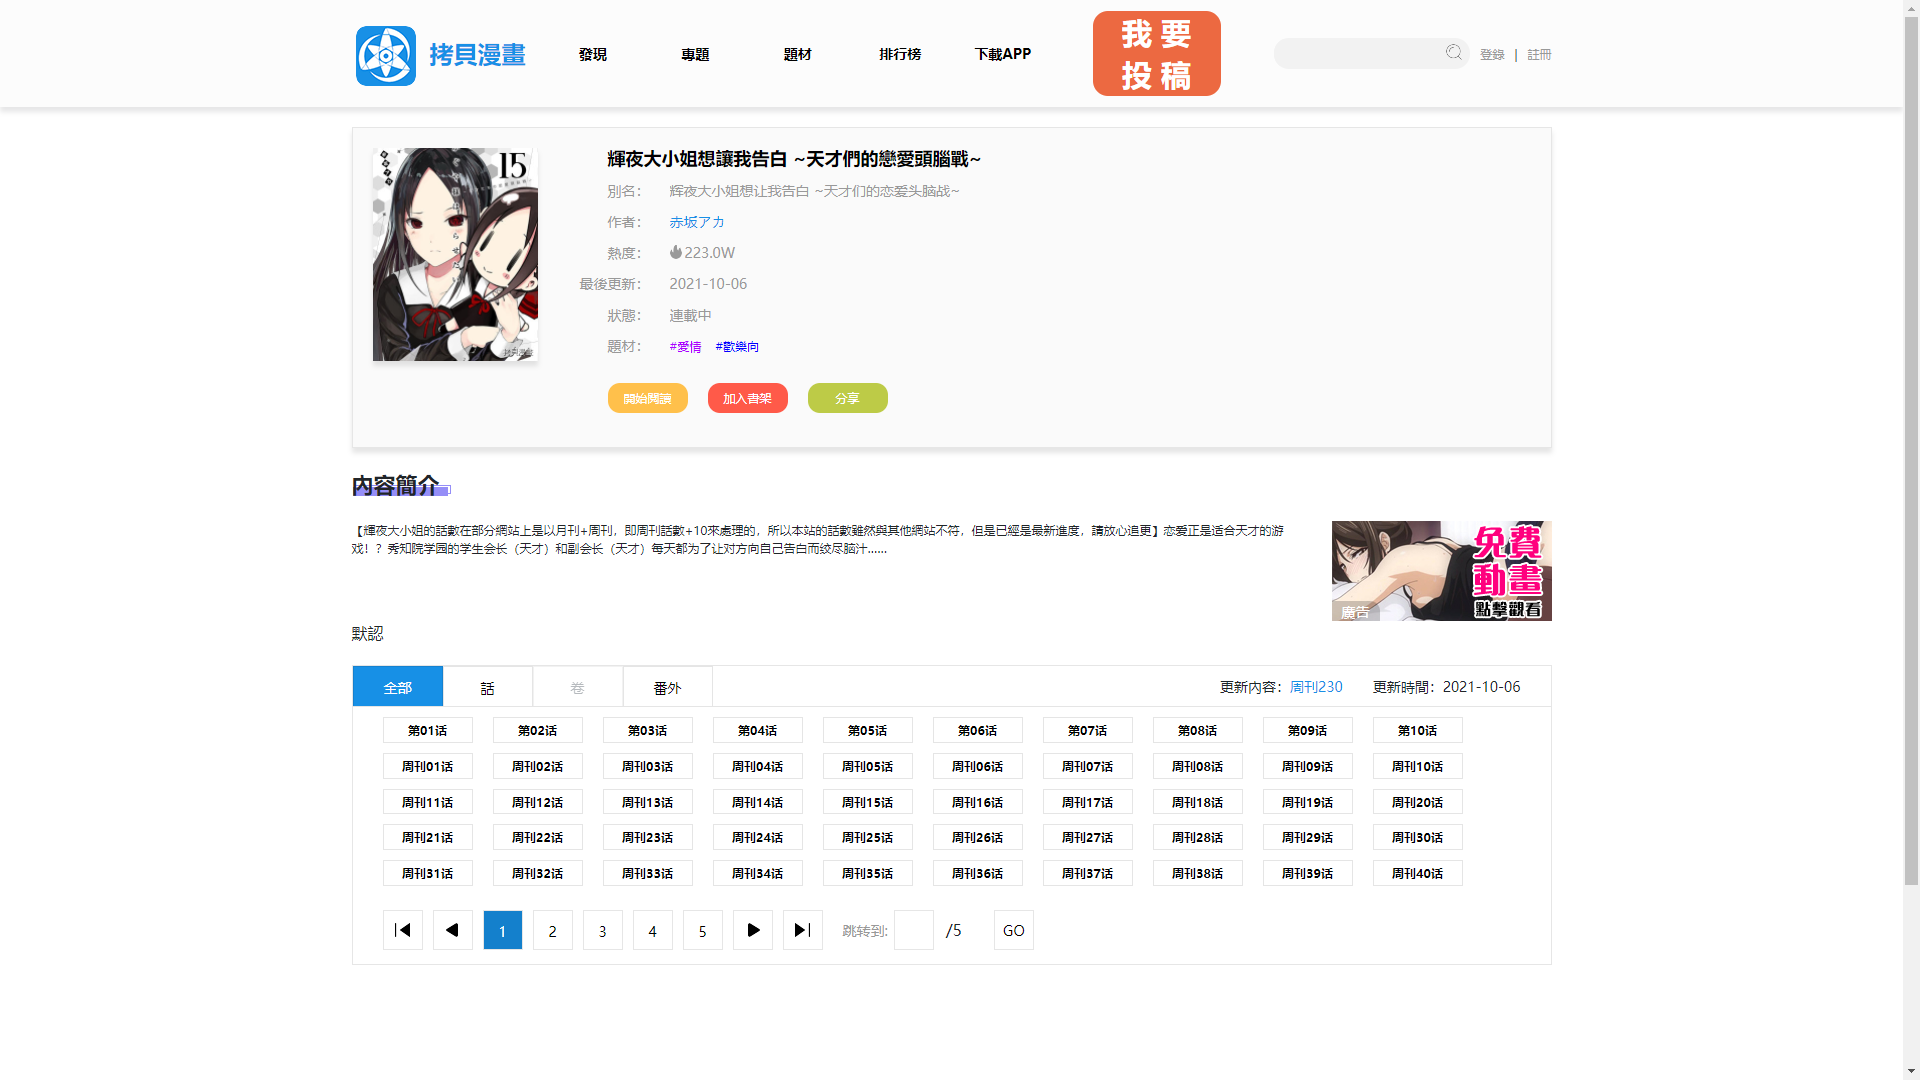 拷貝漫畫
發現
專題
題材
排行榜
下載APP
我 要
投 稿
登錄 | 註冊
15
輝夜大小姐想讓我告白 ~天才們的戀愛頭腦戰~
別名： 辉夜大小姐想让我告白 ~天才们的恋爱头脑战~
作者： 赤坂アカ
熱度： 223.0W
最後更新： 2021-10-06
狀態： 連載中
題材： #愛情 #歡樂向
開始閱讀
加入書架
分享
内容簡介
【輝夜大小姐的話數在部分網站上是以月刊+周刊，即周刊話數+10來處理的，所以本站的話數雖然與其他網站不符，但是已經是最新進度，請放心追更】恋爱正是适合天才的游
戏！？秀知院学园的学生会长（天才）和副会长（天才）每天都为了让对方向自己告白而绞尽脑汁……
免費
動畫
點擊觀看
廣告
默認
全部 話 卷 番外 更新內容：周刊230 更新時間：2021-10-06
第01话 第02话 第03话 第04话 第05话 第06话 第07话 第08话 第09话 第10话
周刊01话 周刊02话 周刊03话 周刊04话 周刊05话 周刊06话 周刊07话 周刊08话 周刊09话 周刊10话
周刊11话 周刊12话 周刊13话 周刊14话 周刊15话 周刊16话 周刊17话 周刊18话 周刊19话 周刊20话
周刊21话 周刊22话 周刊23话 周刊24话 周刊25话 周刊26话 周刊27话 周刊28话 周刊29话 周刊30话
周刊31话 周刊32话 周刊33话 周刊34话 周刊35话 周刊36话 周刊37话 周刊38话 周刊39话 周刊40话
1 2 3 4 5 跳转到: /5 GO